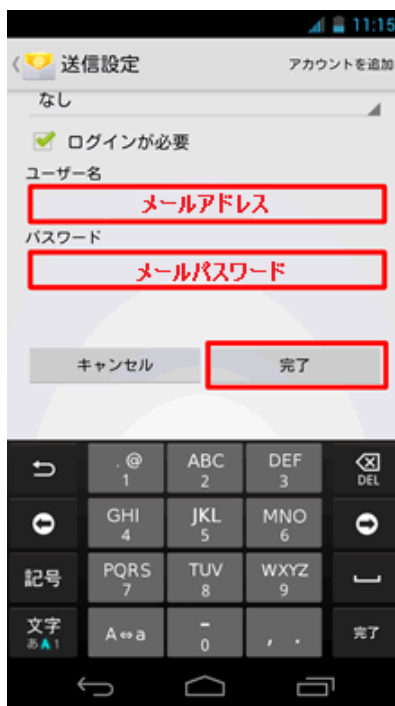 11:15
送信設定 アカウントを追加
なし
ログインが必要
ユーザー名
メールアドレス
パスワード
メールパスワード
キャンセル 完了
. @ ABC DEF
1 2 3 DEL
GHI JKL MNO
4 5 6
記号 PQRS TUV WXYZ
7 8 9
文字 A⇔a - , . 完了
あA1 0